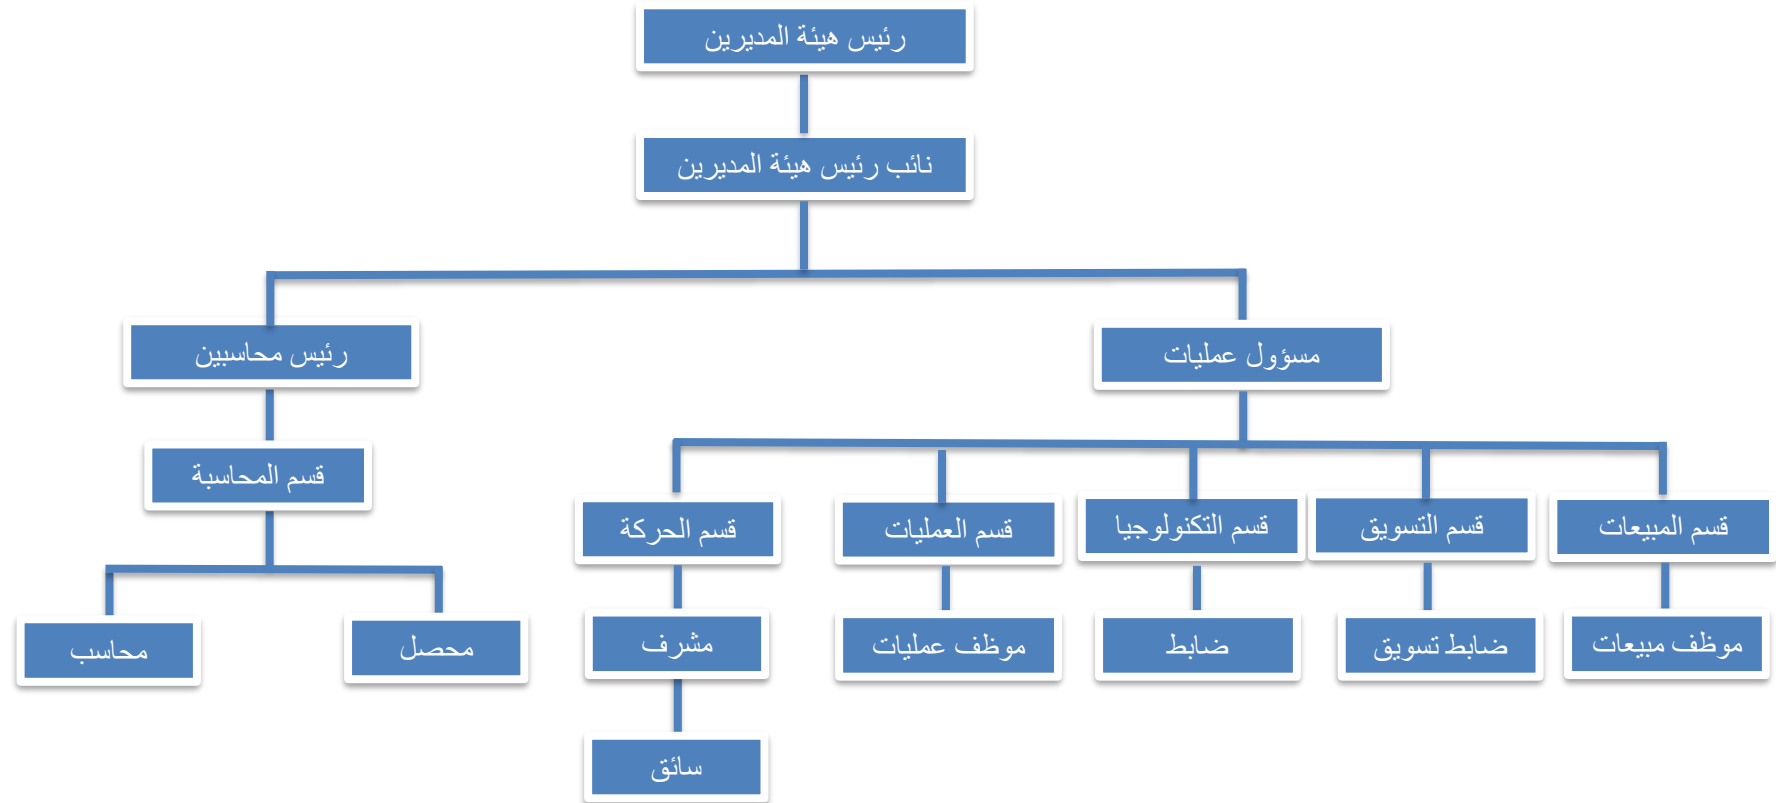 رئيس هيئة المديرين
نائب رئيس هيئة المديرين
مسؤول عمليات
رئيس محاسبين
قسم المحاسبة
قسم المبيعات
قسم التسويق
قسم التكنولوجيا
قسم العمليات
قسم الحركة
موظف مبيعات
ضابط تسويق
ضابط
موظف عمليات
مشرف
محصل
محاسب
سائق